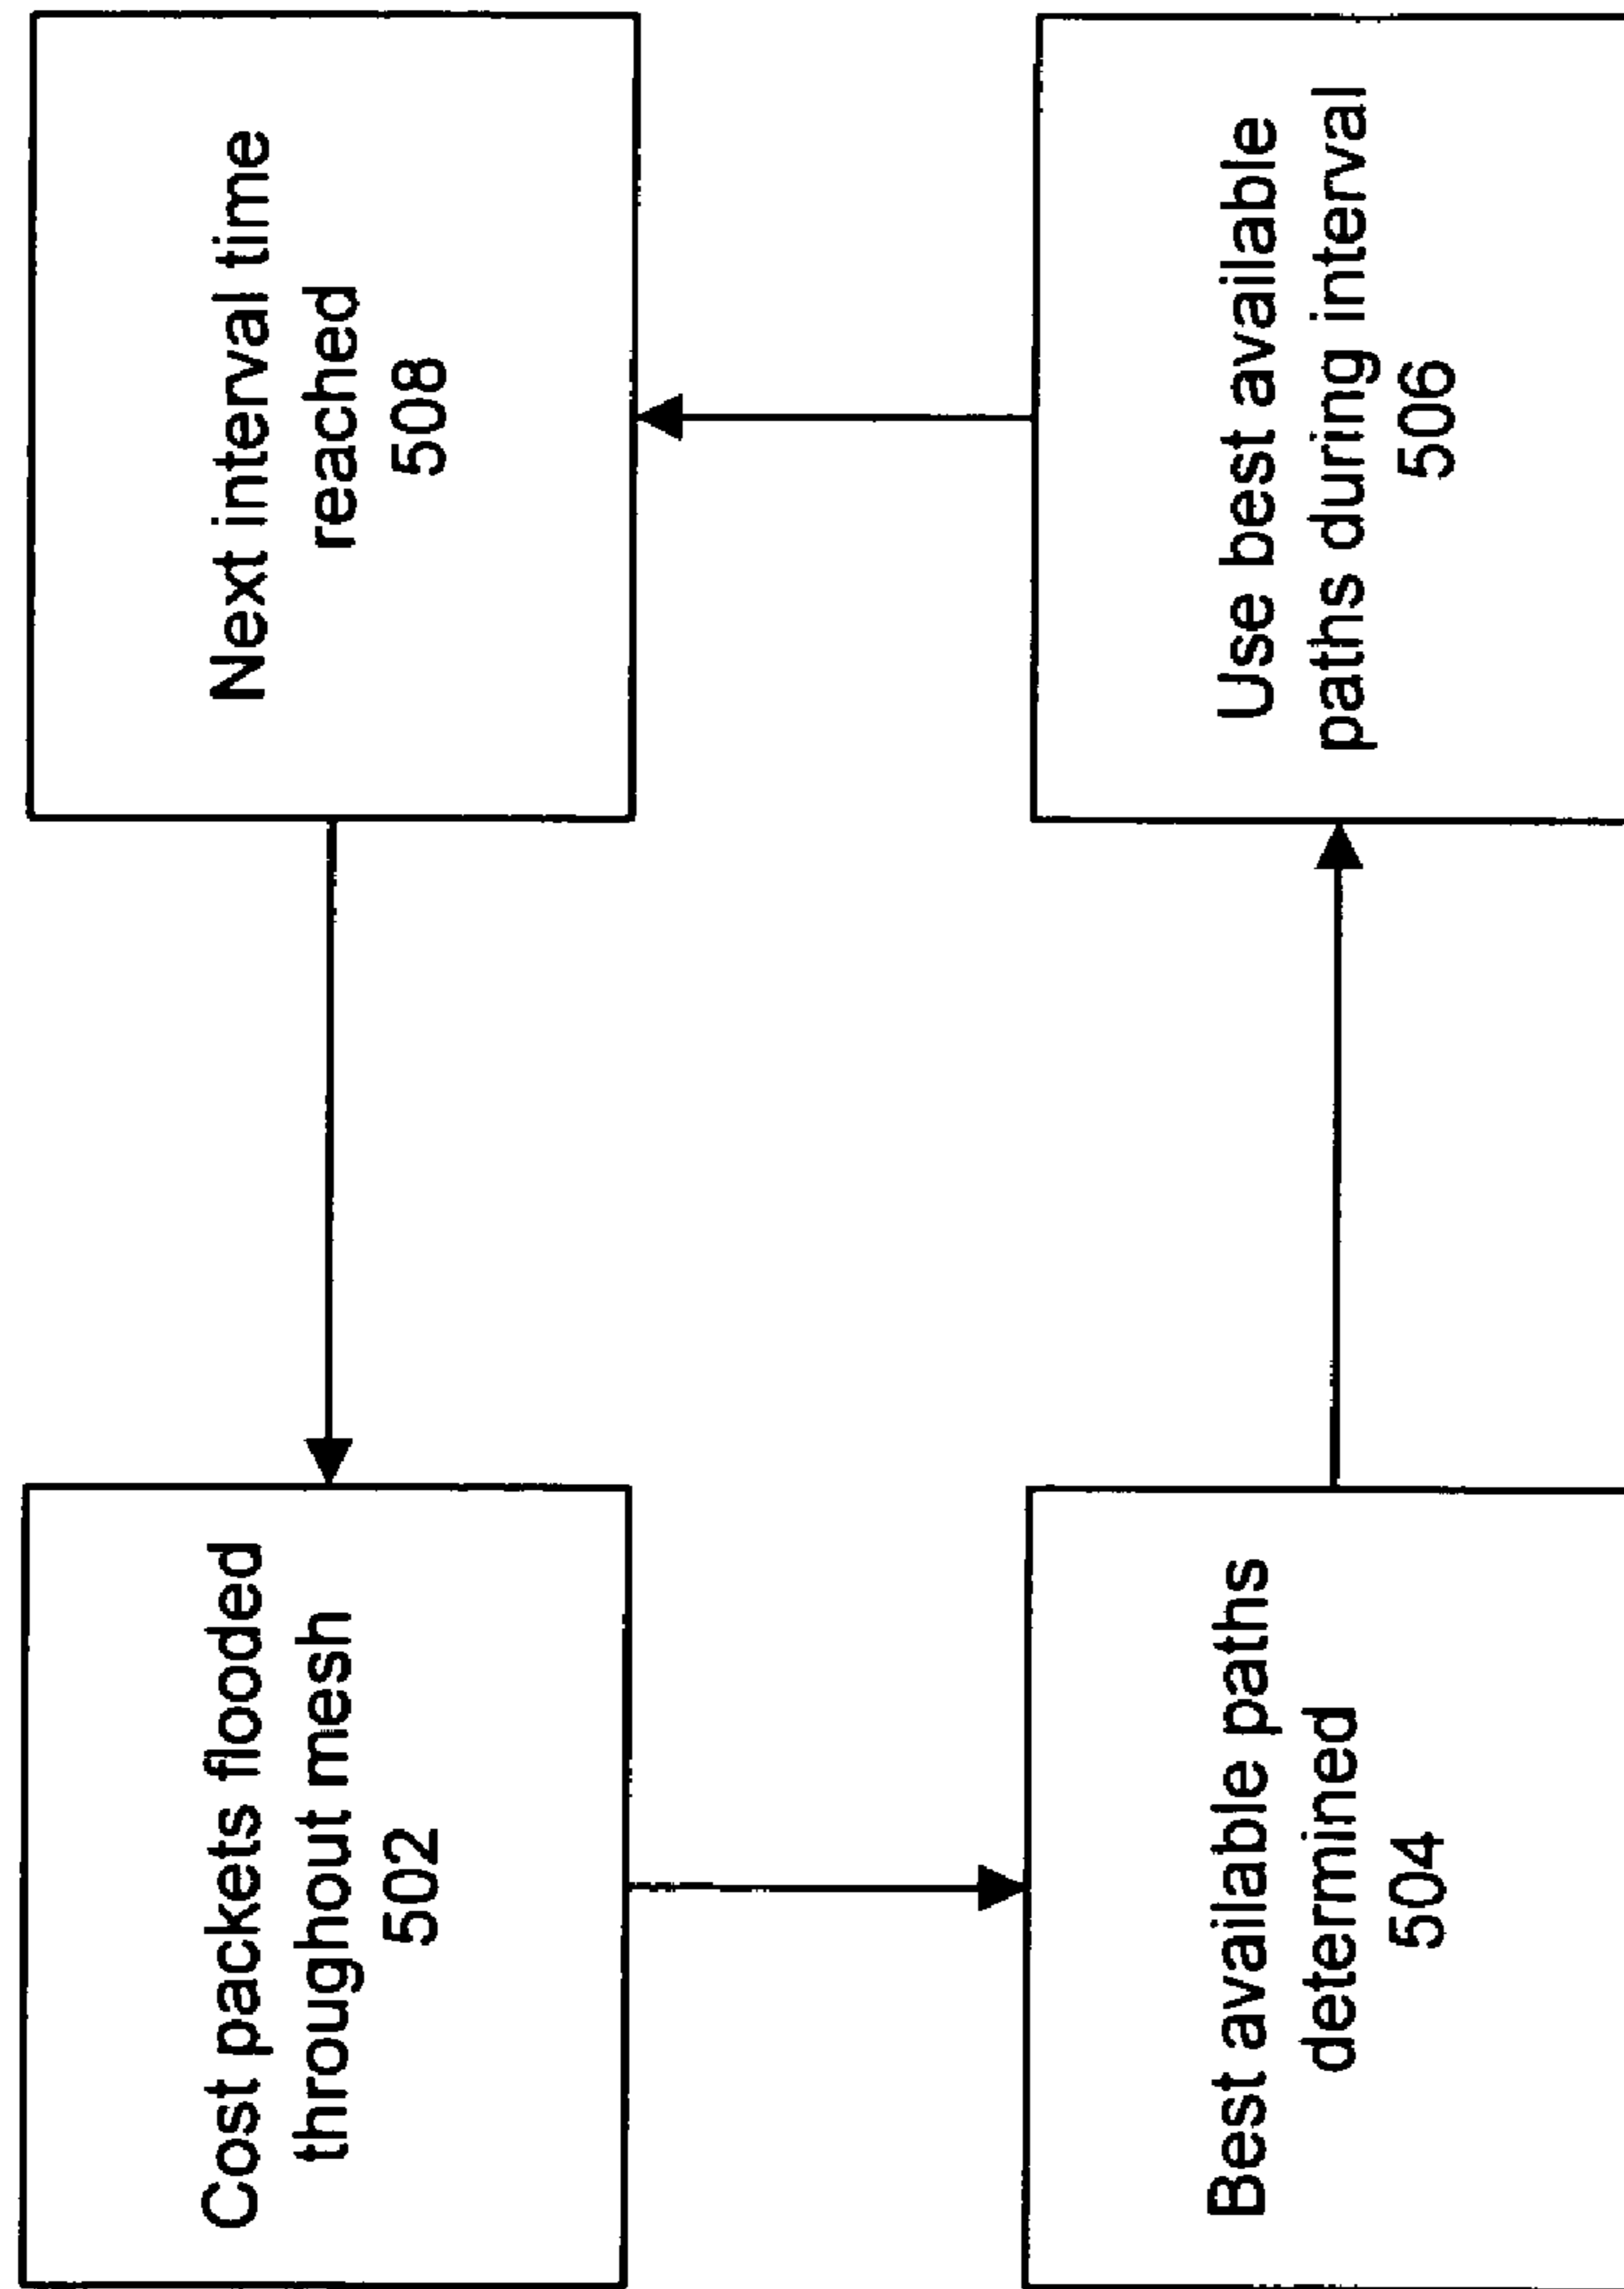 Cost packets flooded
throughout mesh
502
Next interval time
reached
508
Best available paths
determined
504
Use best available
paths during interval
506